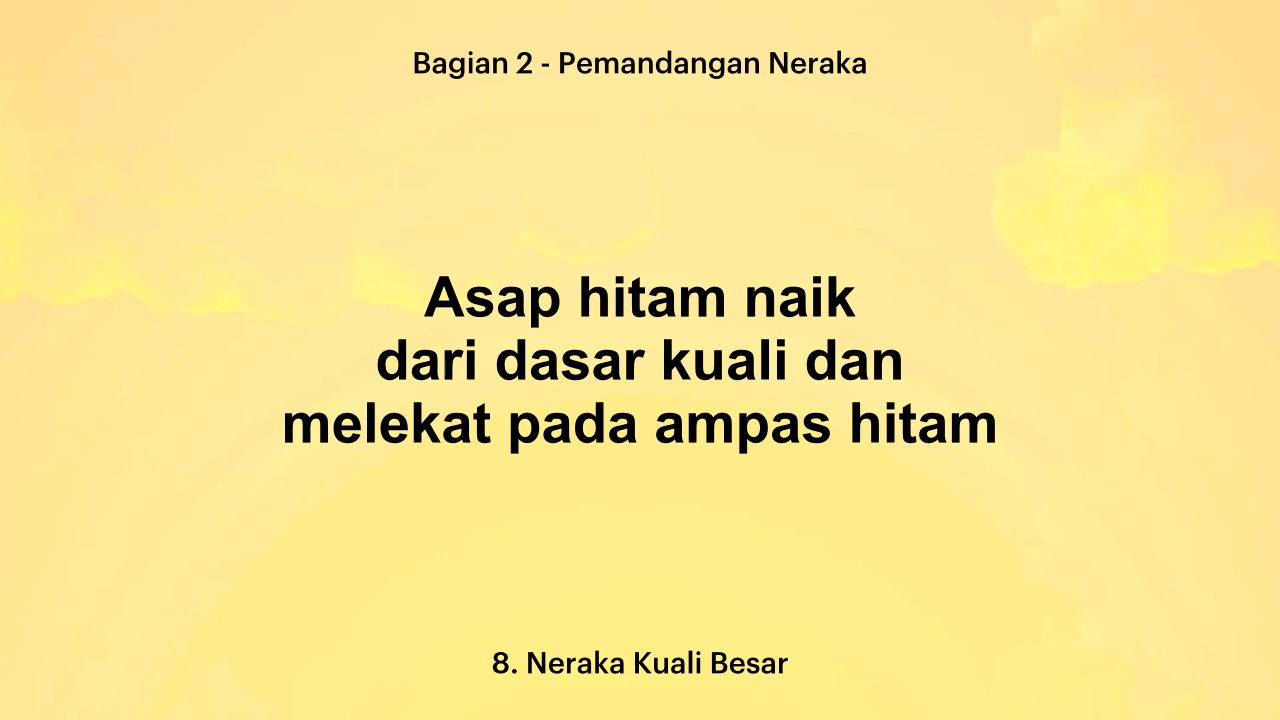 Bagian 2 - Pemandangan Neraka
Asap hitam naik
dari dasar kuali dan
melekat pada ampas hitam
8. Neraka Kuali Besar